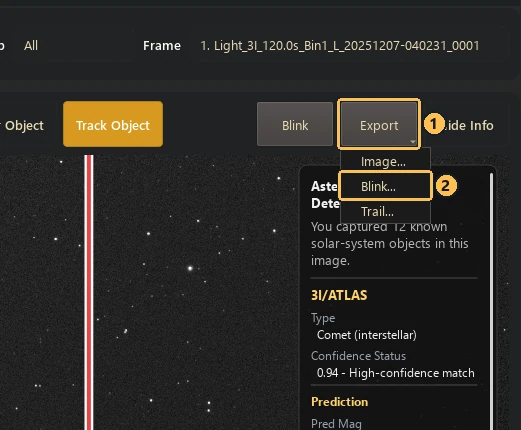 All
Frame
1. Light_3I_120.0s_Bin1_L_20251207-040231_0001
Object
Track Object
Blink
Export
1
ide Info
Image...
Blink...
2
Trail...
Aste
Dete
You captured 12 known
solar-system objects in this
image.
3I/ATLAS
Type
Comet (interstellar)
Confidence Status
0.94 - High-confidence match
Prediction
Pred Mag